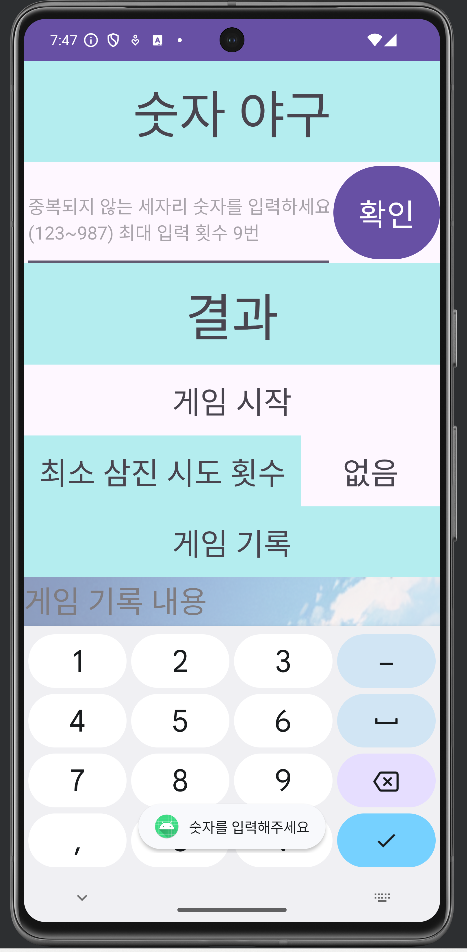 7:47
숫자 야구
중복되지 않는 세자리 숫자를 입력하세요
(123~987) 최대 입력 횟수 9번
확인
결과
게임 시작
최소 삼진 시도 횟수
없음
게임 기록
게임 기록 내용
1 2 3 –
4 5 6
7 8 9
,
숫자를 입력해주세요